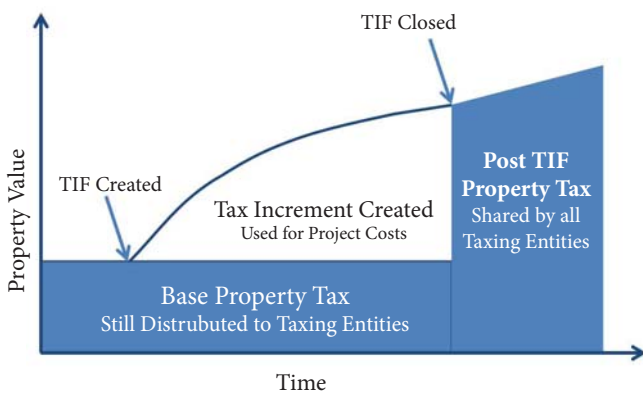 TIF Closed
Property Value
TIF Created
Tax Increment Created
Used for Project Costs
Post TIF
Property Tax
Shared by all
Taxing Entities
Base Property Tax
Still Distrubuted to Taxing Entities
Time